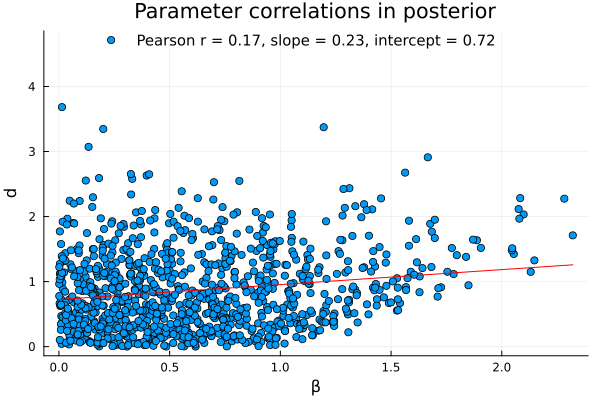 Parameter correlations in posterior
Pearson r = 0.17, slope = 0.23, intercept = 0.72
4
3
2
1
0
d
0.0 0.5 1.0 1.5 2.0
β